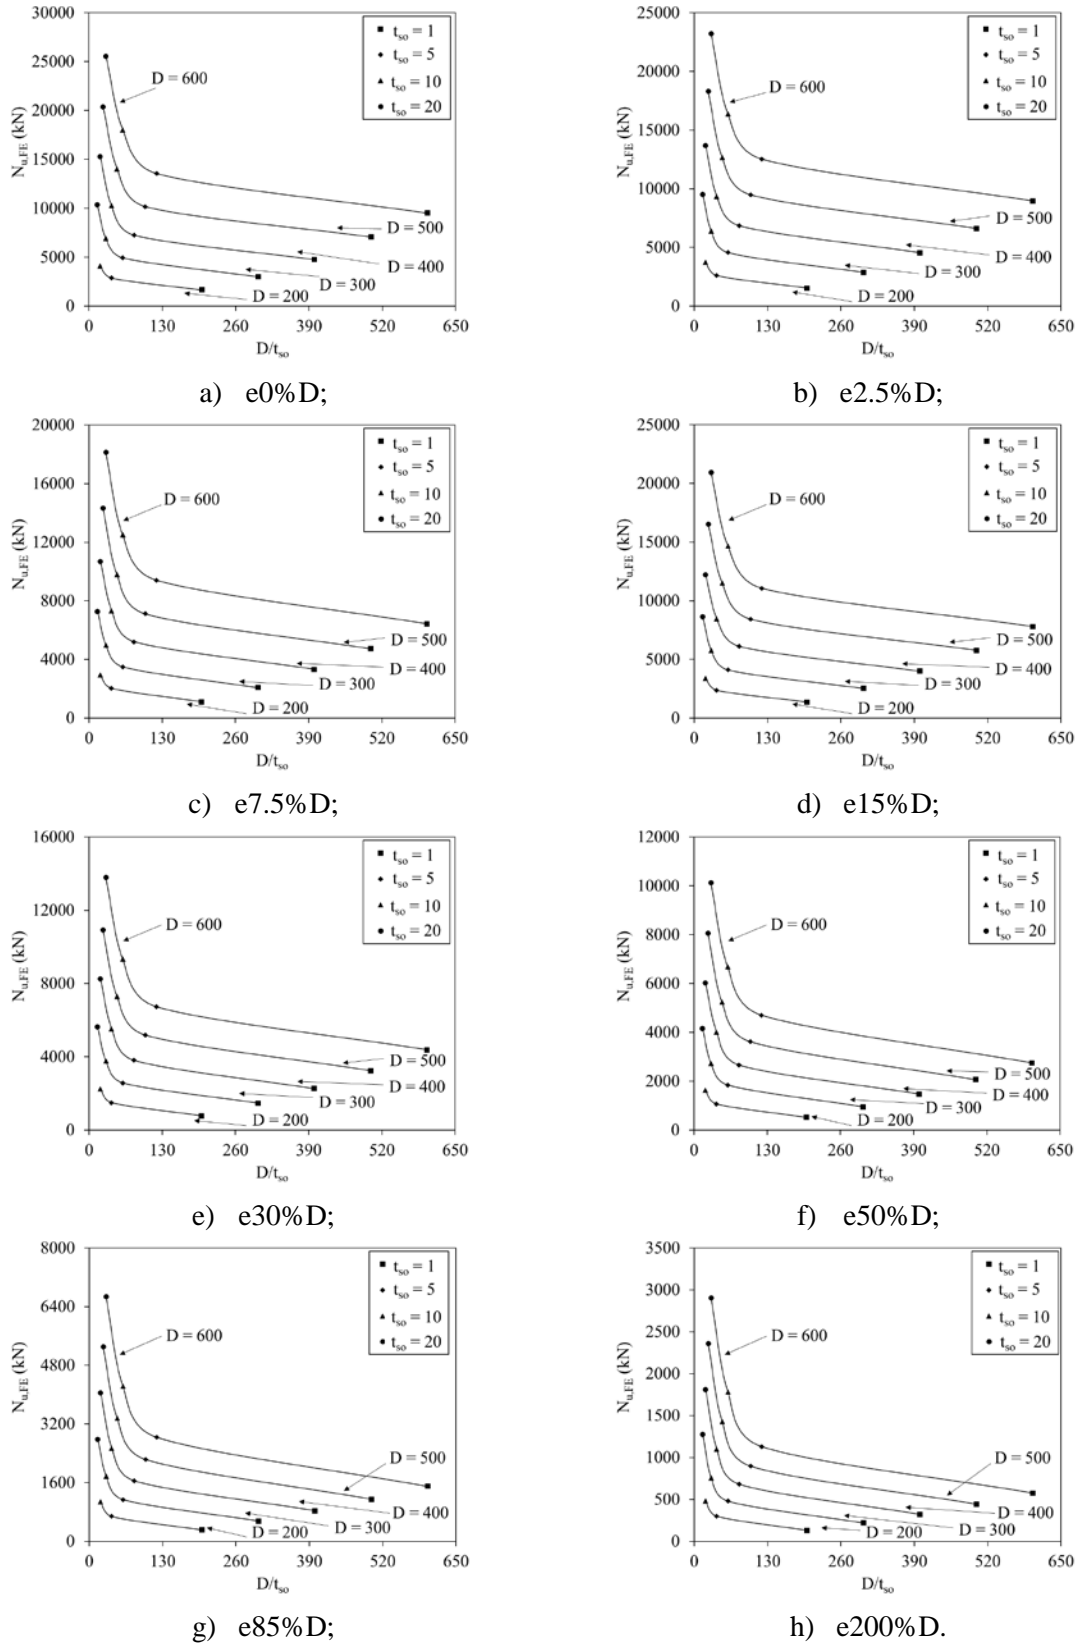 N_u,FE (kN)
30000
25000
20000
15000
10000
5000
0
0 130 260 390 520 650
D/t_so
t_so = 1
t_so = 5
t_so = 10
t_so = 20
D = 600
D = 500
D = 400
D = 300
D = 200
a) e0%D;
N_u,FE (kN)
25000
20000
15000
10000
5000
0
0 130 260 390 520 650
D/t_so
t_so = 1
t_so = 5
t_so = 10
t_so = 20
D = 600
D = 500
D = 400
D = 300
D = 200
b) e2.5%D;
N_u,FE (kN)
20000
16000
12000
8000
4000
0
0 130 260 390 520 650
D/t_so
t_so = 1
t_so = 5
t_so = 10
t_so = 20
D = 600
D = 500
D = 400
D = 300
D = 200
c) e7.5%D;
N_u,FE (kN)
25000
20000
15000
10000
5000
0
0 130 260 390 520 650
D/t_so
t_so = 1
t_so = 5
t_so = 10
t_so = 20
D = 600
D = 500
D = 400
D = 300
D = 200
d) e15%D;
N_u,FE (kN)
16000
12000
8000
4000
0
0 130 260 390 520 650
D/t_so
t_so = 1
t_so = 5
t_so = 10
t_so = 20
D = 600
D = 500
D = 400
D = 300
D = 200
e) e30%D;
N_u,FE (kN)
12000
10000
8000
6000
4000
2000
0
0 130 260 390 520 650
D/t_so
t_so = 1
t_so = 5
t_so = 10
t_so = 20
D = 600
D = 500
D = 400
D = 300
D = 200
f) e50%D;
N_u,FE (kN)
8000
6400
4800
3200
1600
0
0 130 260 390 520 650
D/t_so
t_so = 1
t_so = 5
t_so = 10
t_so = 20
D = 600
D = 500
D = 400
D = 300
D = 200
g) e85%D;
N_u,FE (kN)
3500
3000
2500
2000
1500
1000
500
0
0 130 260 390 520 650
D/t_so
t_so = 1
t_so = 5
t_so = 10
t_so = 20
D = 600
D = 500
D = 400
D = 300
D = 200
h) e200%D.